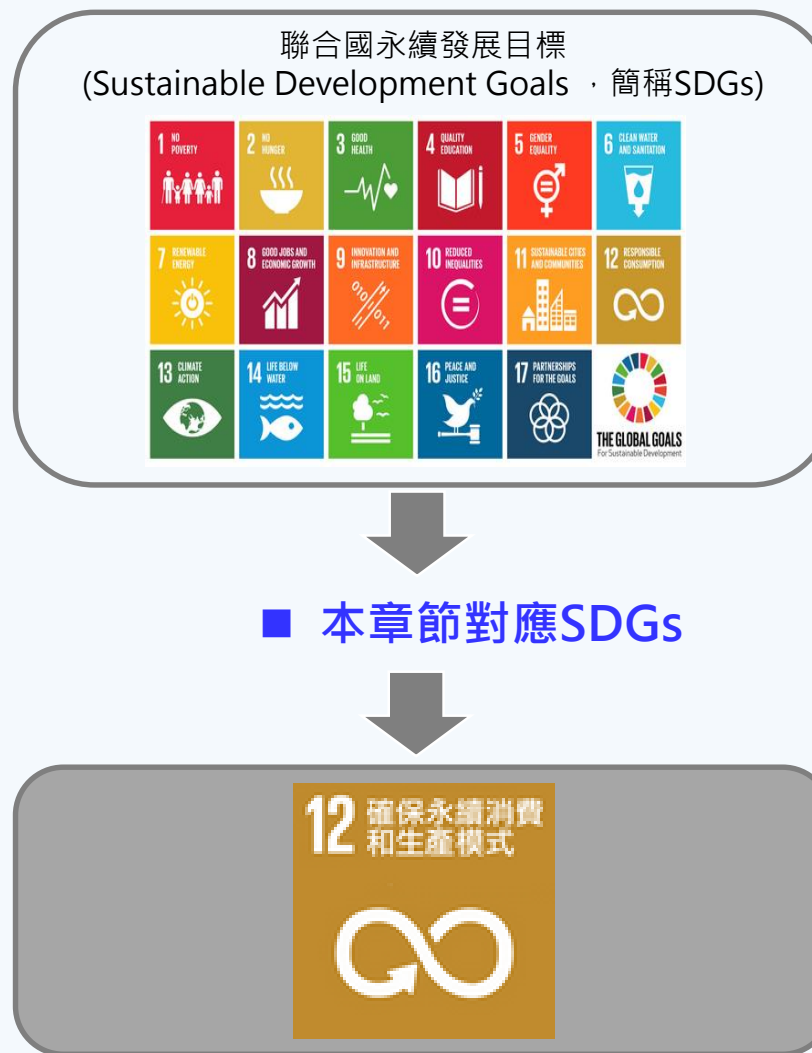 聯合國永續發展目標
(Sustainable Development Goals ，簡稱SDGs)
1 NO POVERTY
2 NO HUNGER
3 GOOD HEALTH
4 QUALITY EDUCATION
5 GENDER EQUALITY
6 CLEAN WATER AND SANITATION
7 RENEWABLE ENERGY
8 GOOD JOBS AND ECONOMIC GROWTH
9 INNOVATION AND INFRASTRUCTURE
10 REDUCED INEQUALITIES
11 SUSTAINABLE CITIES AND COMMUNITIES
12 RESPONSIBLE CONSUMPTION
13 CLIMATE ACTION
14 LIFE BELOW WATER
15 LIFE ON LAND
16 PEACE AND JUSTICE
17 PARTNERSHIPS FOR THE GOALS
THE GLOBAL GOALS
For Sustainable Development
■ 本章節對應SDGs
12 確保永續消費
和生產模式